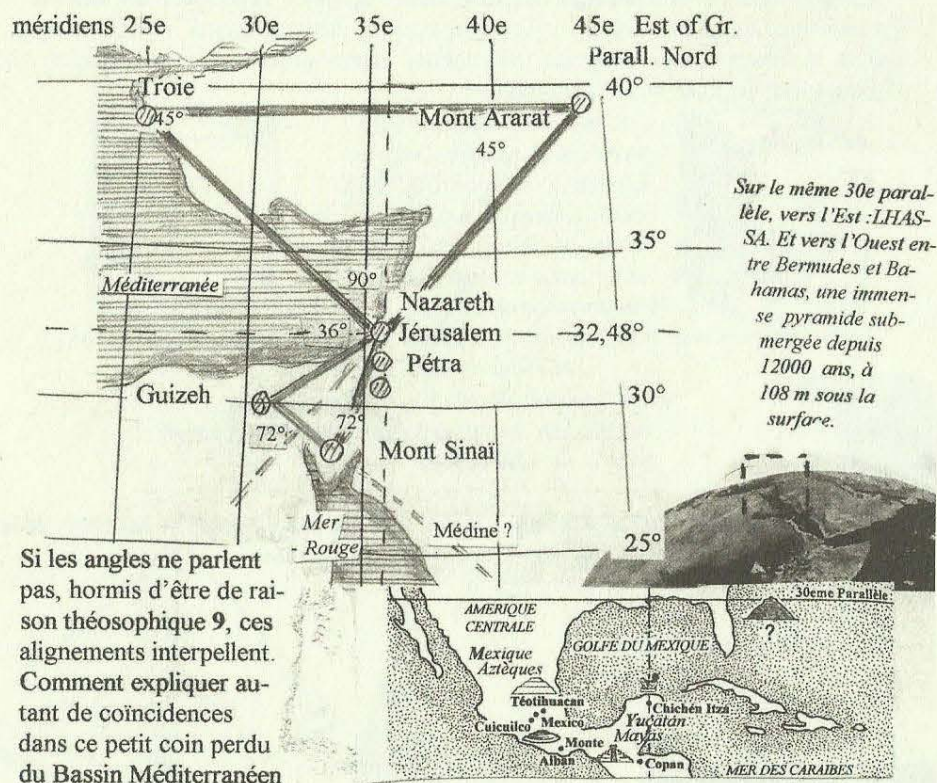 méridiens 25e 30e 35e 40e 45e Est of Gr.
Parall. Nord
Troie
40°
45°
Mont Ararat
45°
Sur le même 30e paral-
lèle, vers l'Est :LHAS-
SA. Et vers l'Ouest en-
tre Bermudes et Ba-
hamas, une immen-
se pyramide sub-
mergée depuis
12000 ans, à
108 m sous la
surface.
35°
Méditerranée
90°
Nazareth
36°
Jérusalem
32,48°
Pétra
Guizeh
30°
72°
72°
Mont Sinaï
Mer
Rouge
Médine ?
25°
Si les angles ne parlent
pas, hormis d'être de rai-
son théosophique 9, ces
alignements interpellent.
Comment expliquer au-
tant de coïncidences
dans ce petit coin perdu
du Bassin Méditerranéen
30eme Parallèle
AMERIQUE
CENTRALE
?
GOLFE DU MEXIQUE
Mexique
Aztèques
Téotihuacan
Chichén Itza
Cuicuilco
Mexico
Yucatán
Mayas
Monte
Alban
Copan
MER DES CARAIBES